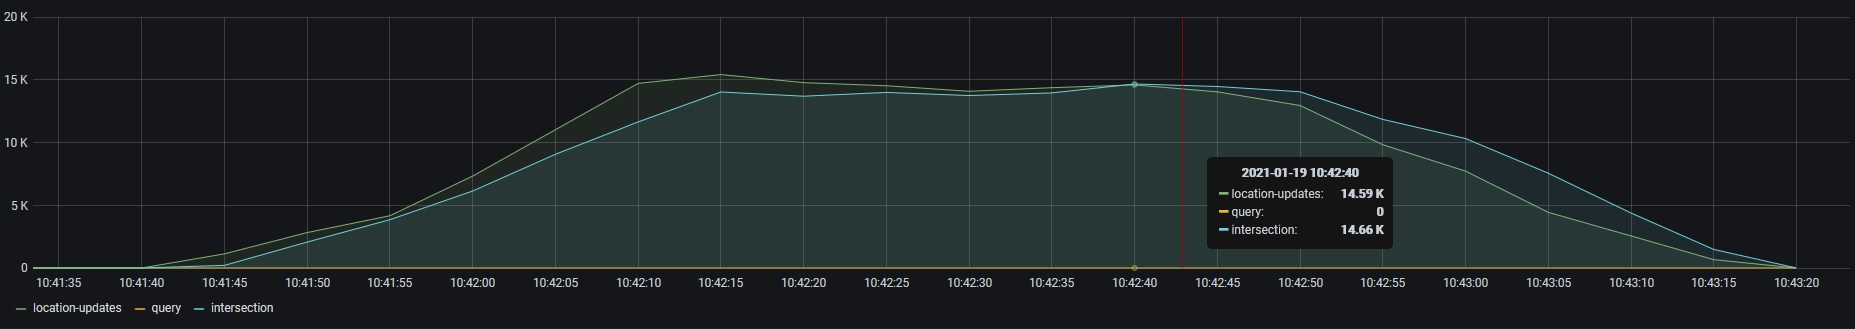 20 K
15 K
10 K
5 K
0
2021-01-19 10:42:40
location-updates: 14.59 K
query: 0
intersection: 14.66 K
10:41:35 10:41:40 10:41:45 10:41:50 10:41:55 10:42:00 10:42:05 10:42:10 10:42:15 10:42:20 10:42:25 10:42:30 10:42:35 10:42:40 10:42:45 10:42:50 10:42:55 10:43:00 10:43:05 10:43:10 10:43:15 10:43:20
location-updates query intersection